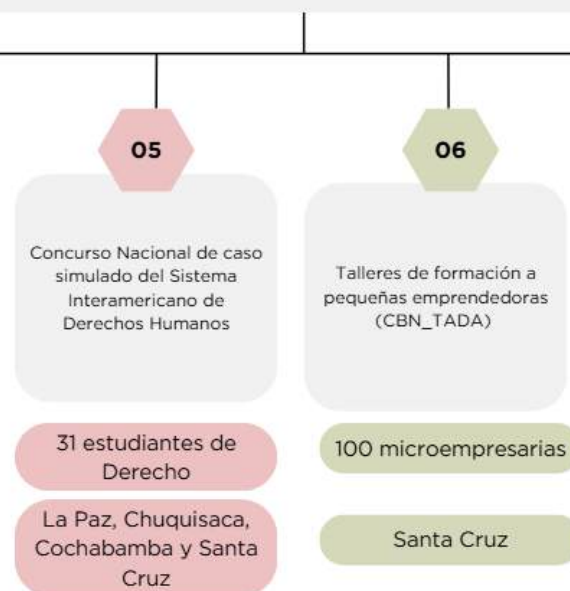 05
Concurso Nacional de caso
simulado del Sistema
Interamericano de
Derechos Humanos
31 estudiantes de
Derecho
La Paz, Chuquisaca,
Cochabamba y Santa
Cruz
06
Talleres de formación a
pequeñas emprendedoras
(CBN_TADA)
100 microempresarias
Santa Cruz